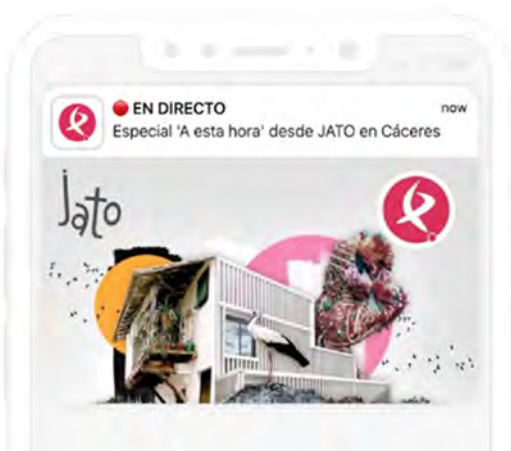 🔴 EN DIRECTO
now
Especial 'A esta hora' desde JATO en Cáceres
jato